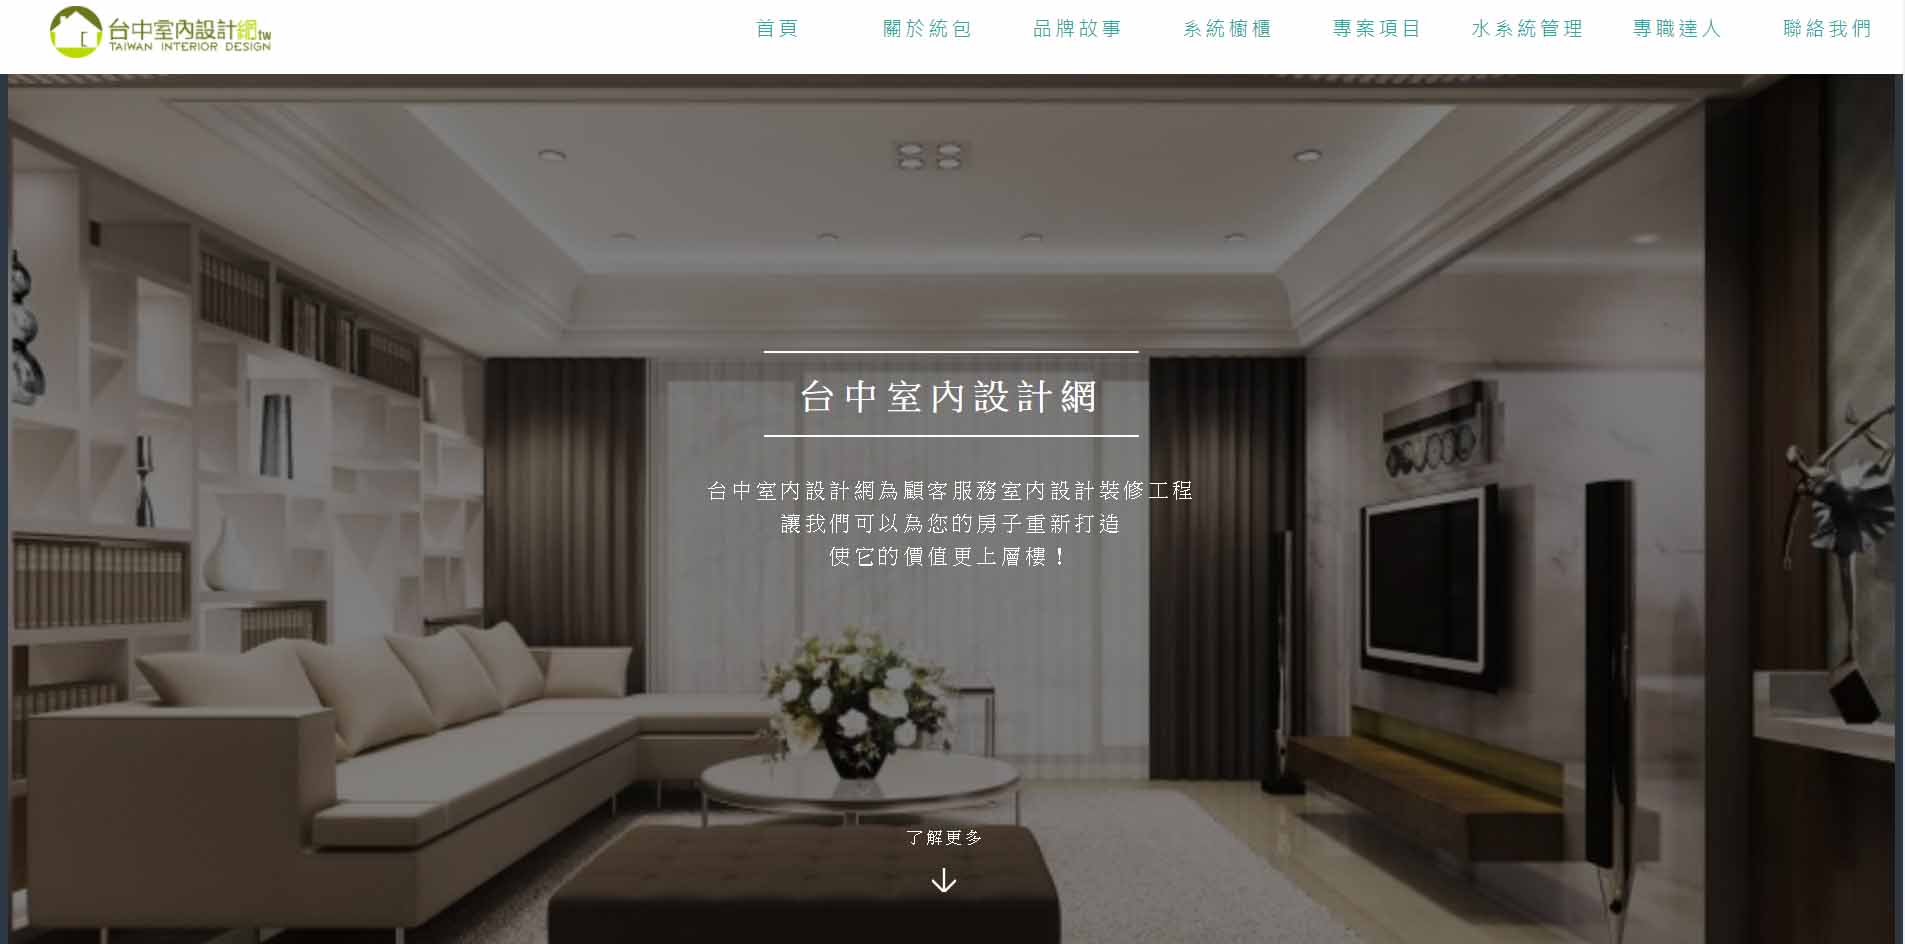 台中室內設計網.tw
TAIWAN INTERIOR DESIGN
首頁
關於統包
品牌故事
系統櫥櫃
專案項目
水系統管理
專職達人
聯絡我們
台中室內設計網
台中室內設計網為顧客服務室內設計裝修工程
讓我們可以為您的房子重新打造
使它的價值更上層樓！
了解更多